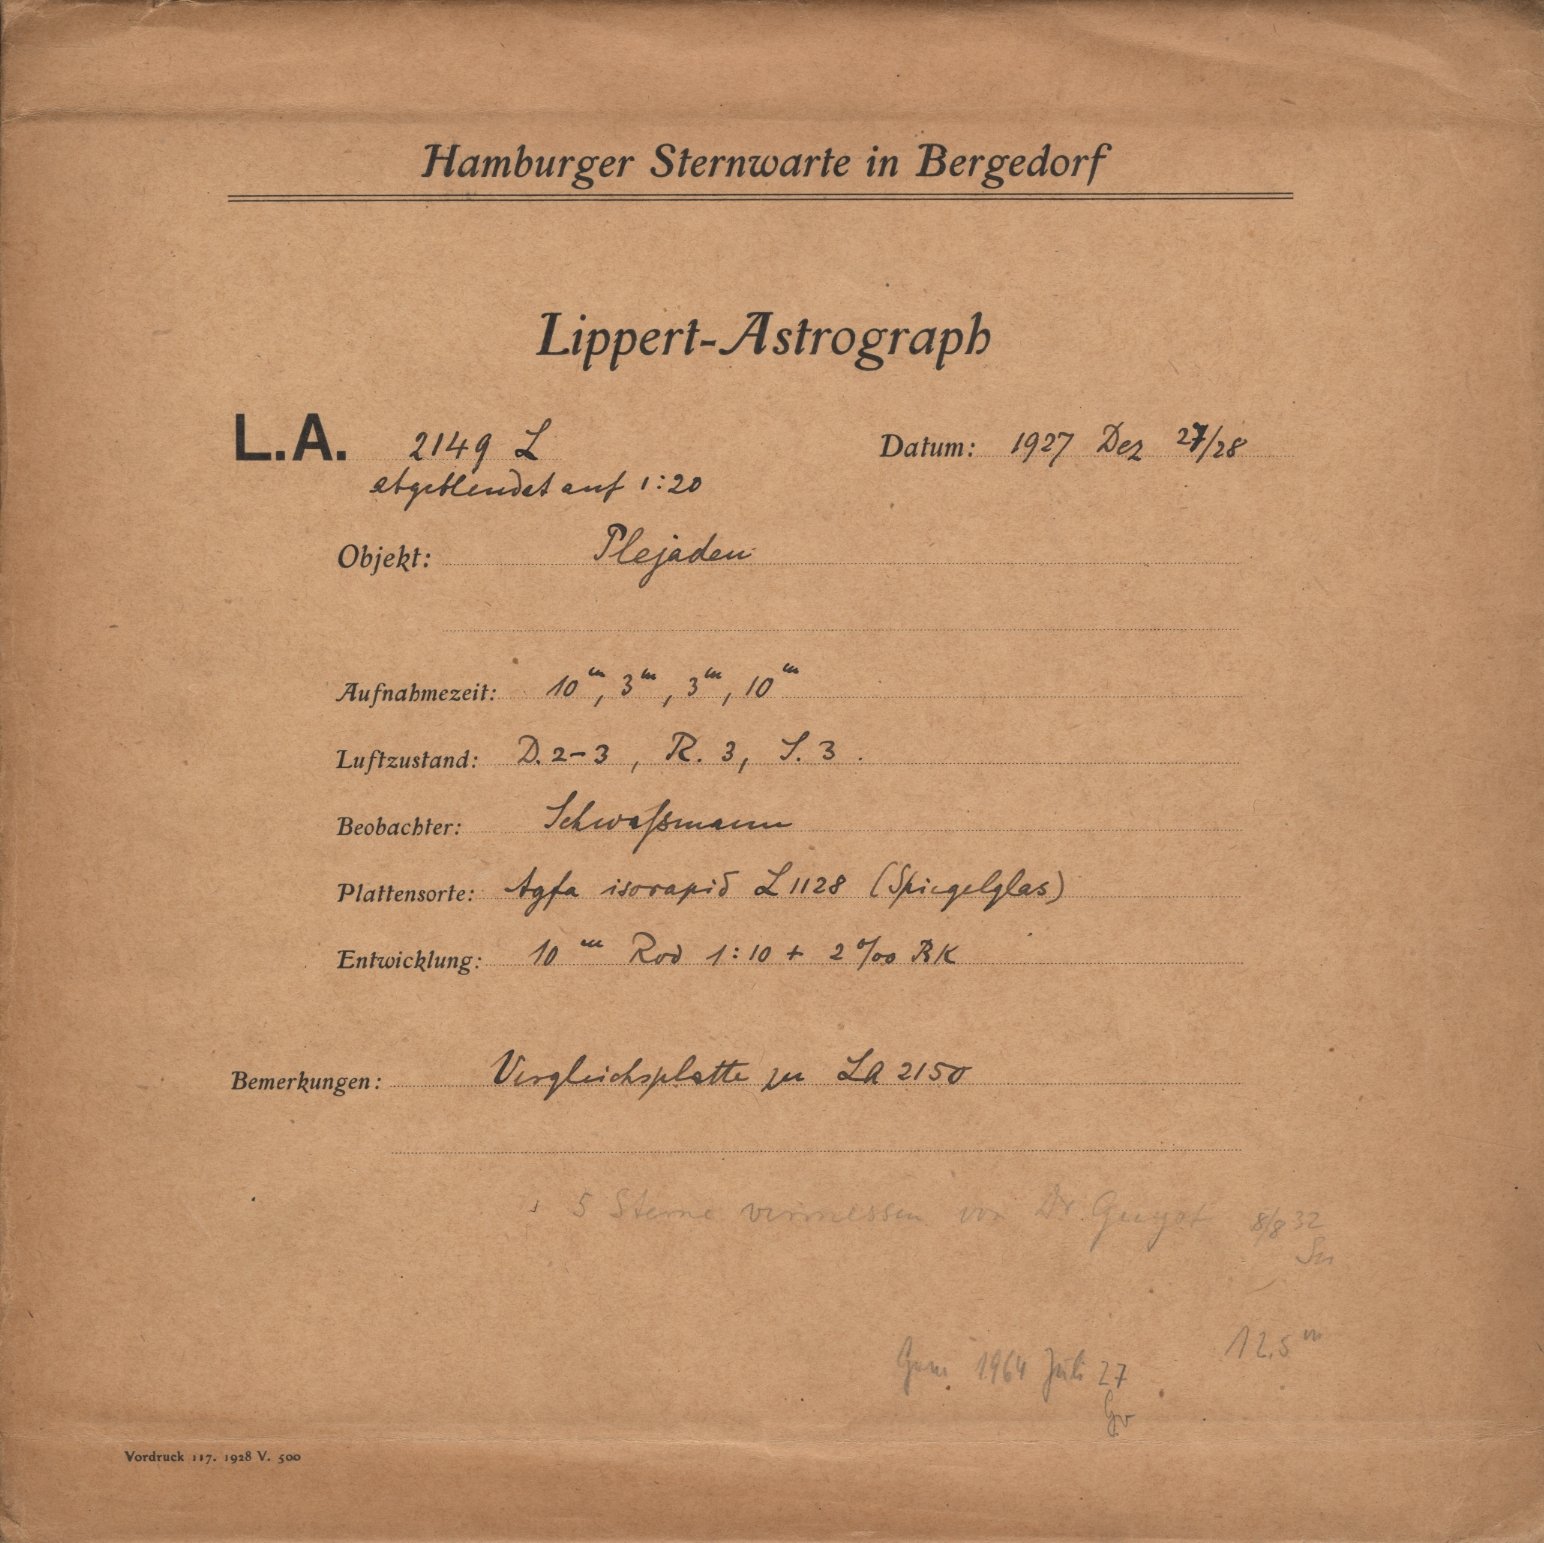 Hamburger Sternwarte in Bergedorf
Lippert-Astrograph
L.A. 2149 L Datum: 1927 Dez 27/28
abgeblendet auf 1:20
Objekt: Plejaden
Aufnahmezeit: 10ᵐ, 3ᵐ, 3ᵐ, 10ᵐ
Luftzustand: D. 2-3, R. 3, S. 3.
Beobachter: Schwaßmann
Plattensorte: Agfa isorapid L 1128 (Spiegelglas)
Entwicklung: 10ᵐ Rod 1:10 + 2‰ BK
Bemerkungen: Vergleichsplatte zu LA 2150
5 Sterne vermessen von Dr. Guyot 8/8 32
12.5ᵐ
1964 Juli 27
Vordruck 117. 1928 V. 500